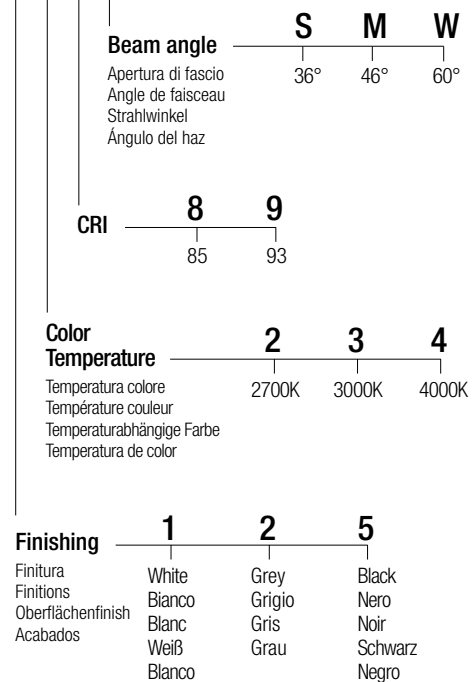 S M W
Beam angle
Apertura di fascio 36° 46° 60°
Angle de faisceau
Strahlwinkel
Ángulo del haz
8 9
CRI
85 93
Color
Temperature 2 3 4
Temperatura colore 2700K 3000K 4000K
Température couleur
Temperaturabhängige Farbe
Temperatura de color
1 2 5
Finishing
Finitura White Grey Black
Finitions Bianco Grigio Nero
Oberflächenfinish Blanc Gris Noir
Acabados Weiß Grau Schwarz
Blanco Negro